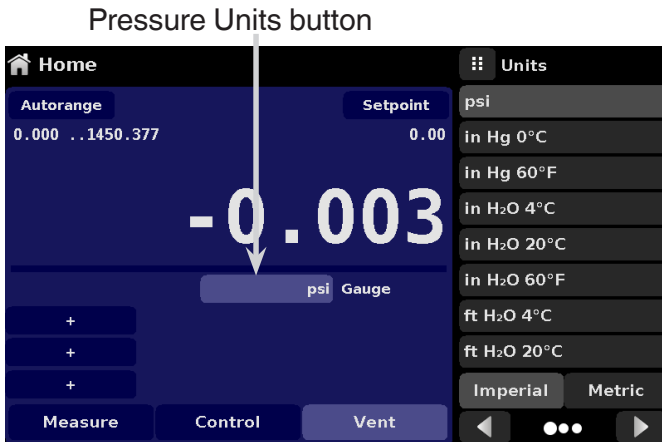 Pressure Units button
Home
Autorange
Setpoint
0.000 ..1450.377
0.00
-0.003
psi Gauge
+
+
+
Measure
Control
Vent
Units
psi
in Hg 0°C
in Hg 60°F
in H₂O 4°C
in H₂O 20°C
in H₂O 60°F
ft H₂O 4°C
ft H₂O 20°C
Imperial
Metric